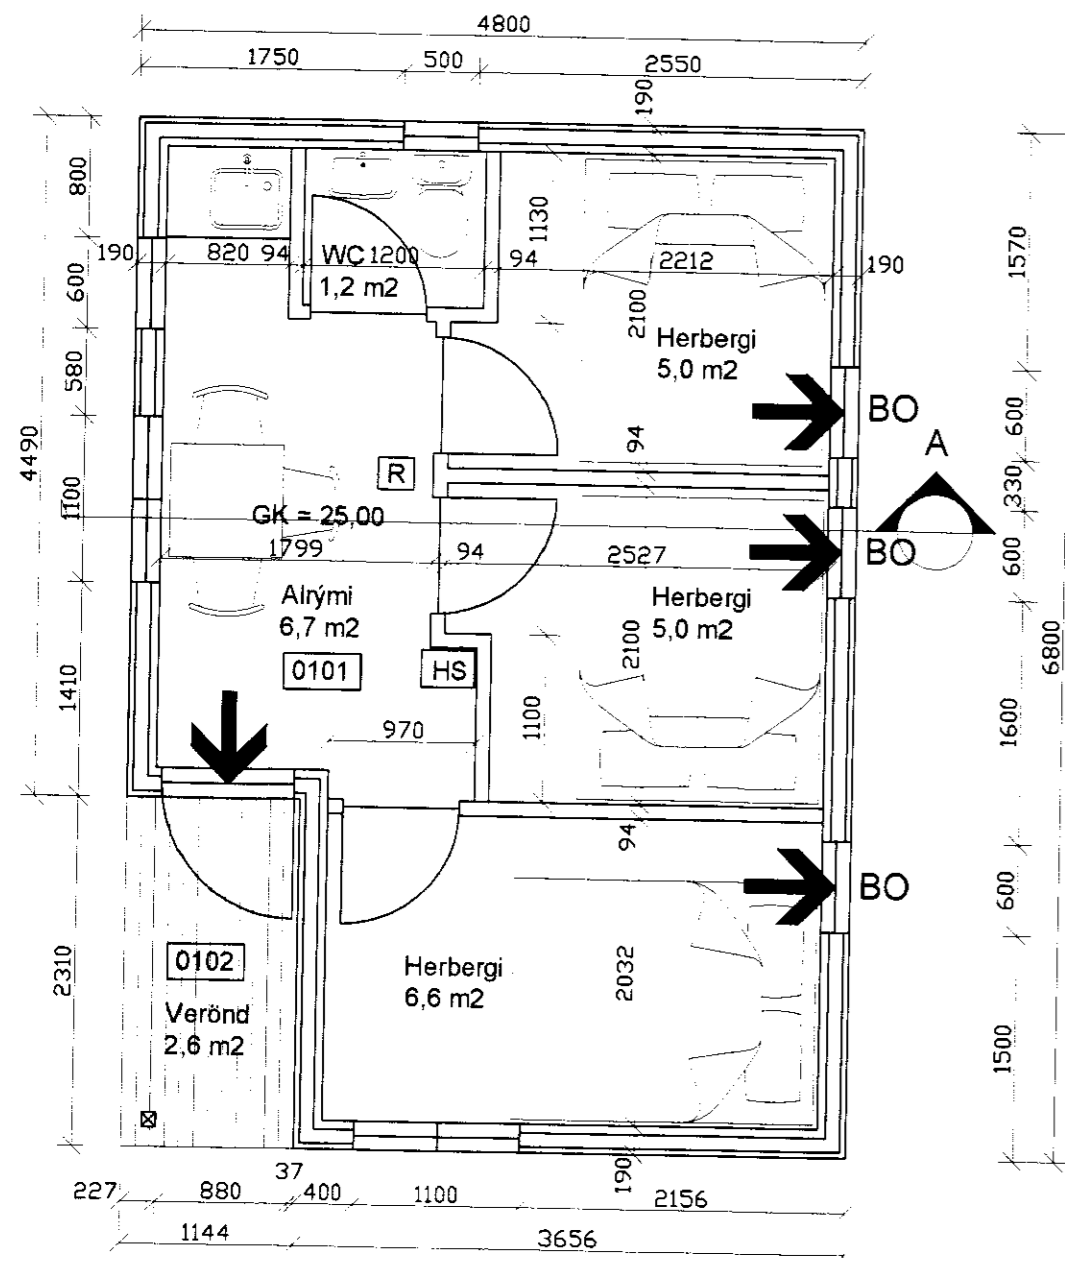 4800
1750 500 2550
190
800
1130
190 820 94 WC 1200 94 2212 190
1,2 m2
600
1570
2100
Herbergi
5,0 m2
580
BO
600
94
A
4490
R
330
1100
GK = 25,00
1799 94 2527
BO
600
Alrými
6,7 m2
Herbergi
5,0 m2
2100
0101
HS
6800
1410
970
1100
1600
94
BO
600
0102
Herbergi
6,6 m2
2032
2310
Verönd
2,6 m2
1500
37
190
227 880 400 1100 2156
1144 3656